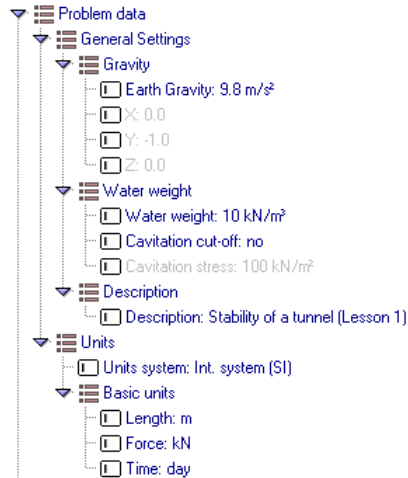 Problem data
General Settings
Gravity
Earth Gravity: 9.8 m/s²
X: 0.0
Y: -1.0
Z: 0.0
Water weight
Water weight: 10 kN/m³
Cavitation cut-off: no
Cavitation stress: 100 kN/m²
Description
Description: Stability of a tunnel (Lesson 1)
Units
Units system: Int. system (SI)
Basic units
Length: m
Force: kN
Time: day